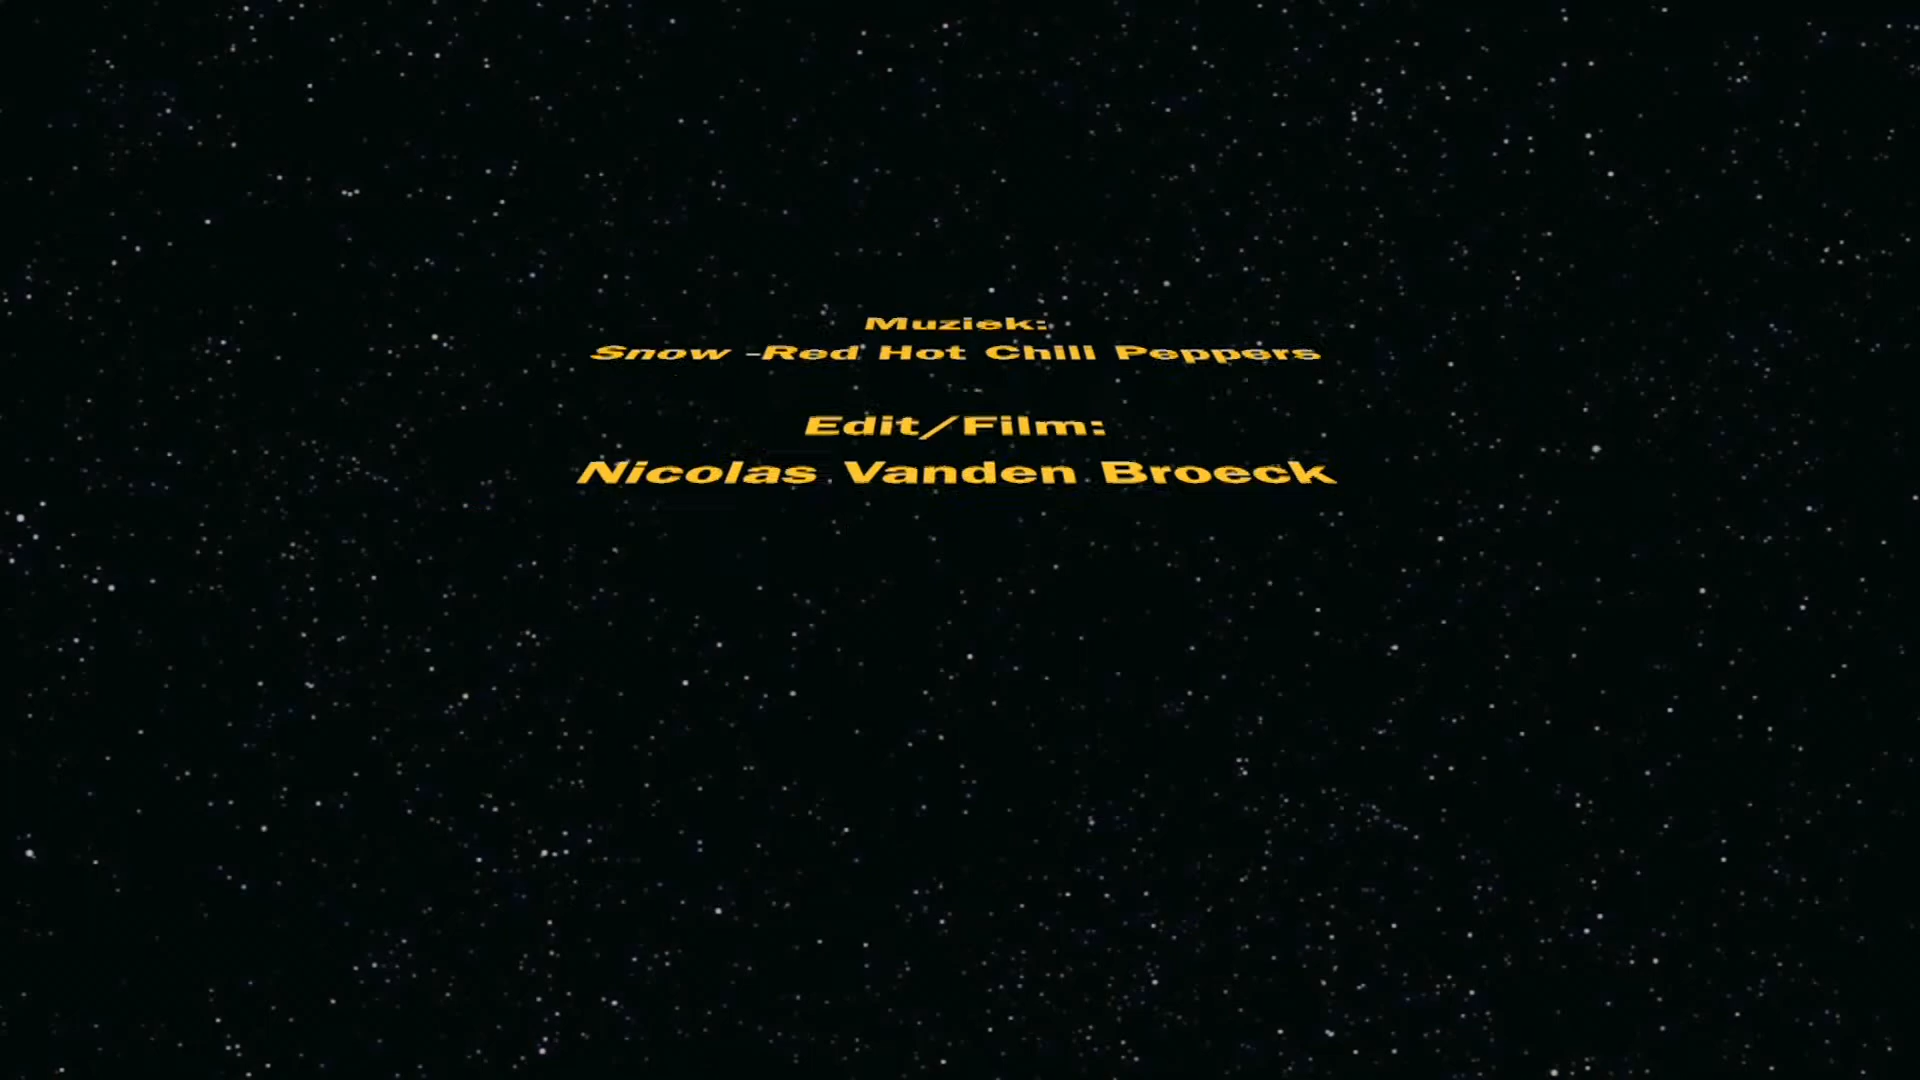 Muziek:
Snow -Red Hot Chili Peppers
Edit/Film:
Nicolas Vanden Broeck